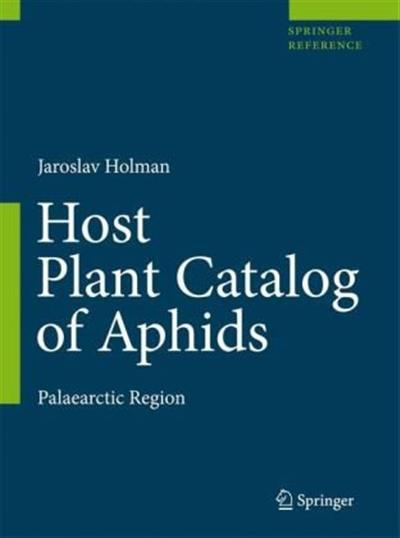 SPRINGER
REFERENCE
Jaroslav Holman
Host
Plant Catalog
of Aphids
Palaearctic Region
Springer